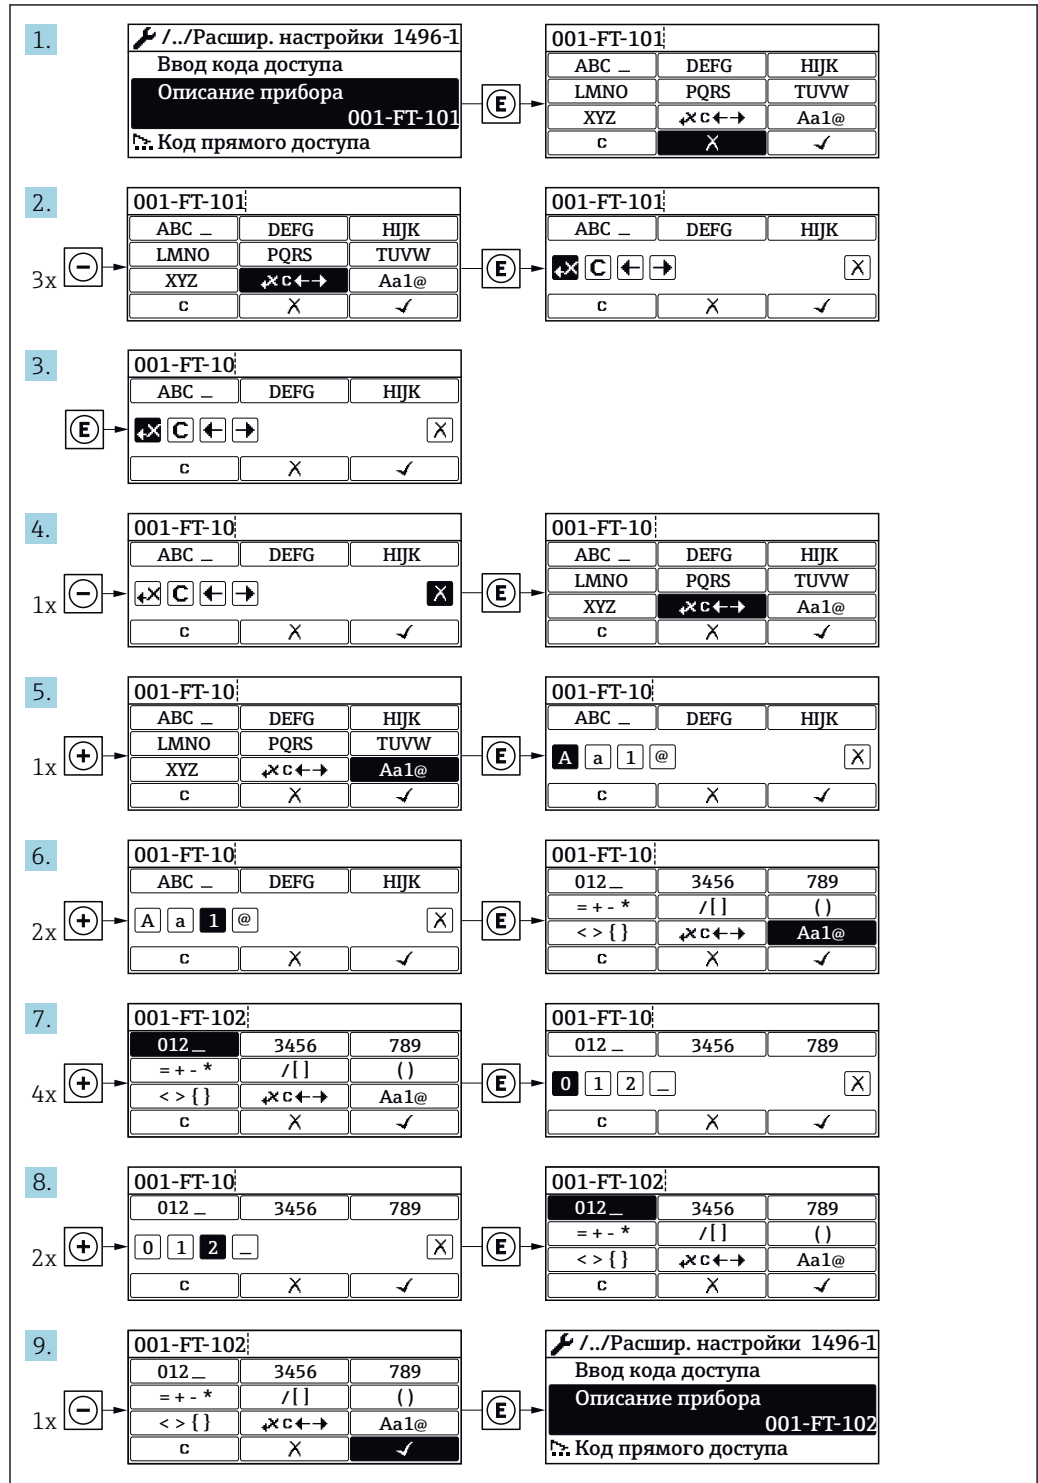 1.
/../Расшир. настройки 1496-1
Ввод кода доступа
Описание прибора
001-FT-101
Код прямого доступа
E
001-FT-101
ABC _ DEFG HIJK
LMNO PQRS TUVW
XYZ C←→ Aa1@
C X ✓
2.
3x −
001-FT-101
ABC _ DEFG HIJK
LMNO PQRS TUVW
XYZ C←→ Aa1@
C X ✓
E
001-FT-101
ABC _ DEFG HIJK
C ← → X
C X ✓
3.
E
001-FT-10
ABC _ DEFG HIJK
C ← → X
C X ✓
4.
1x −
001-FT-10
ABC _ DEFG HIJK
C ← → X
C X ✓
E
001-FT-10
ABC _ DEFG HIJK
LMNO PQRS TUVW
XYZ C←→ Aa1@
C X ✓
5.
1x +
001-FT-10
ABC _ DEFG HIJK
LMNO PQRS TUVW
XYZ C←→ Aa1@
C X ✓
E
001-FT-10
ABC _ DEFG HIJK
A a 1 @ X
C X ✓
6.
2x +
001-FT-10
ABC _ DEFG HIJK
A a 1 @ X
C X ✓
E
001-FT-10
012 _ 3456 789
= + - * / [ ] ( )
< > { } C←→ Aa1@
C X ✓
7.
4x +
001-FT-102
012 _ 3456 789
= + - * / [ ] ( )
< > { } C←→ Aa1@
C X ✓
E
001-FT-10
012 _ 3456 789
0 1 2 _ X
C X ✓
8.
2x +
001-FT-10
012 _ 3456 789
0 1 2 _ X
C X ✓
E
001-FT-102
012 _ 3456 789
= + - * / [ ] ( )
< > { } C←→ Aa1@
C X ✓
9.
1x −
001-FT-102
012 _ 3456 789
= + - * / [ ] ( )
< > { } C←→ Aa1@
C X ✓
E
/../Расшир. настройки 1496-1
Ввод кода доступа
Описание прибора
001-FT-102
Код прямого доступа